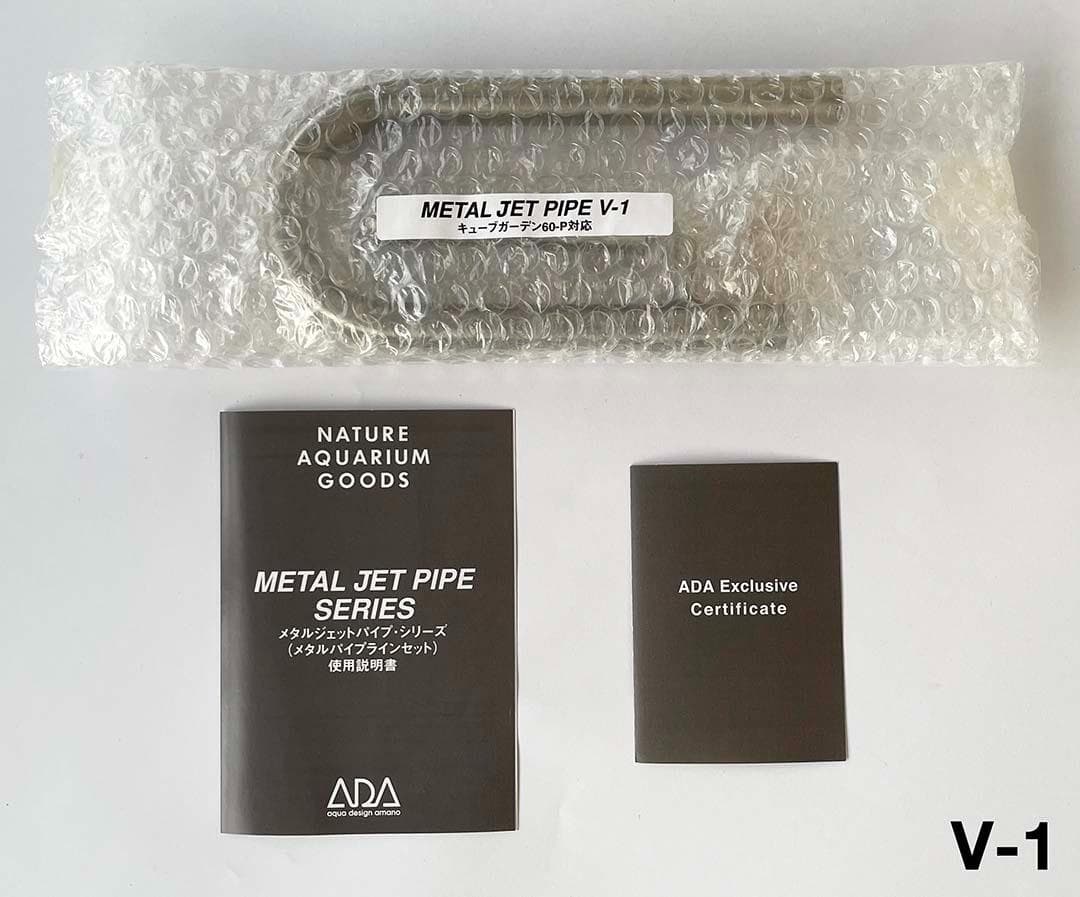 METAL JET PIPE V-1
キューブガーデン60-P対応
NATURE
AQUARIUM
GOODS
METAL JET PIPE
SERIES
メタルジェットパイプ・シリーズ
(メタルパイプラインセット)
使用説明書
ADA
aqua design amano
ADA Exclusive
Certificate
V-1